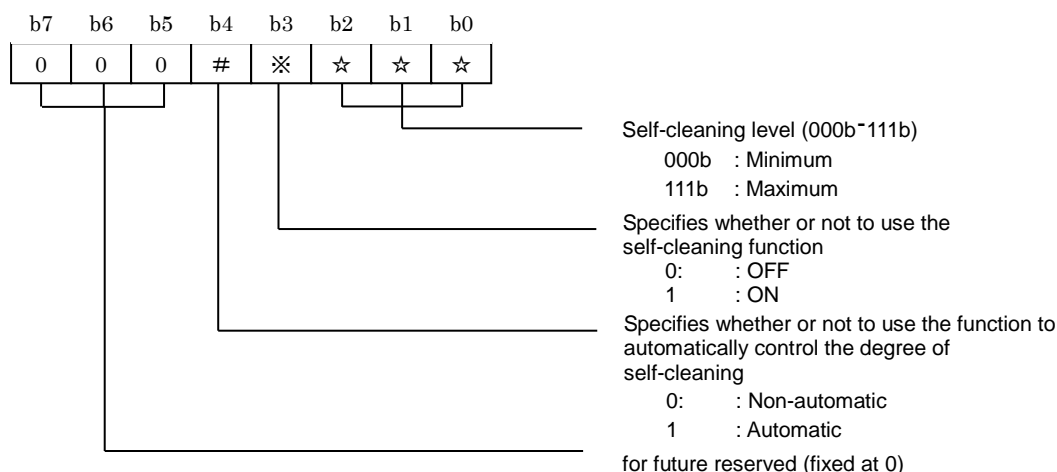 b7 b6 b5 b4 b3 b2 b1 b0
0 0 0 # ※ ☆ ☆ ☆
Self-cleaning level (000b-111b)
000b : Minimum
111b : Maximum
Specifies whether or not to use the
self-cleaning function
0: : OFF
1 : ON
Specifies whether or not to use the function to
automatically control the degree of
self-cleaning
0: : Non-automatic
1 : Automatic
for future reserved (fixed at 0)